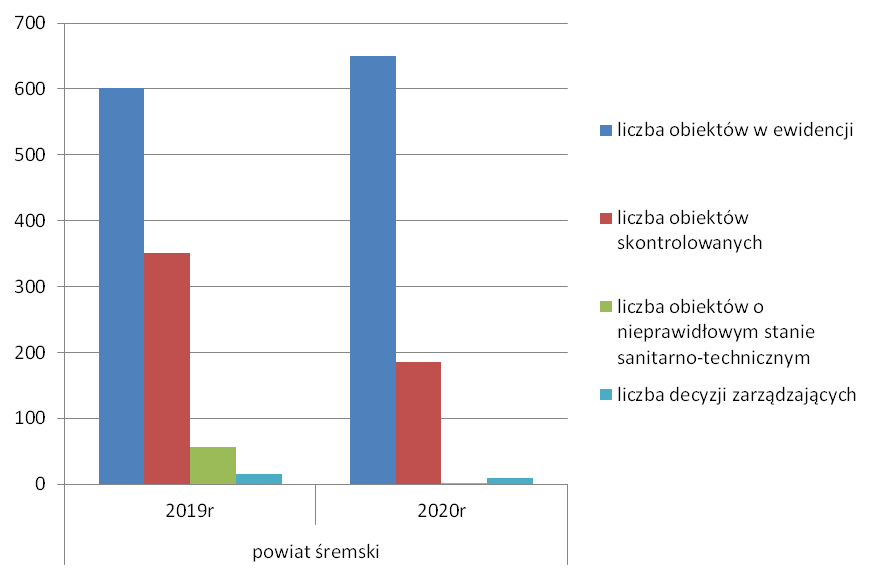 700
600
500
400
300
200
100
0
2019r
2020r
powiat śremski
liczba obiektów w ewidencji
liczba obiektów
skontrolowanych
liczba obiektów o
nieprawidłowym stanie
sanitarno-technicznym
liczba decyzji zarządzających